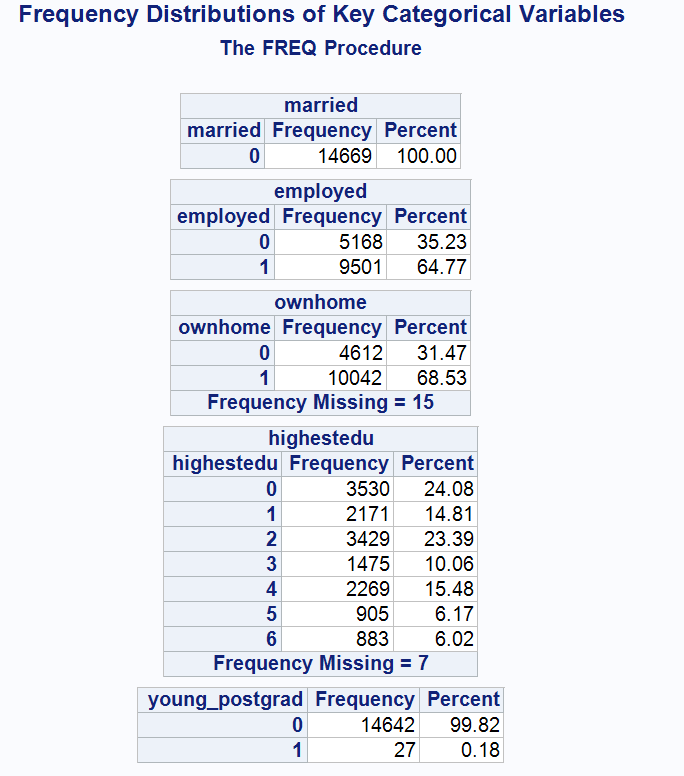 Frequency Distributions of Key Categorical Variables
The FREQ Procedure
married
married Frequency Percent
0 14669 100.00
employed
employed Frequency Percent
0 5168 35.23
1 9501 64.77
ownhome
ownhome Frequency Percent
0 4612 31.47
1 10042 68.53
Frequency Missing = 15
highestedu
highestedu Frequency Percent
0 3530 24.08
1 2171 14.81
2 3429 23.39
3 1475 10.06
4 2269 15.48
5 905 6.17
6 883 6.02
Frequency Missing = 7
young_postgrad Frequency Percent
0 14642 99.82
1 27 0.18